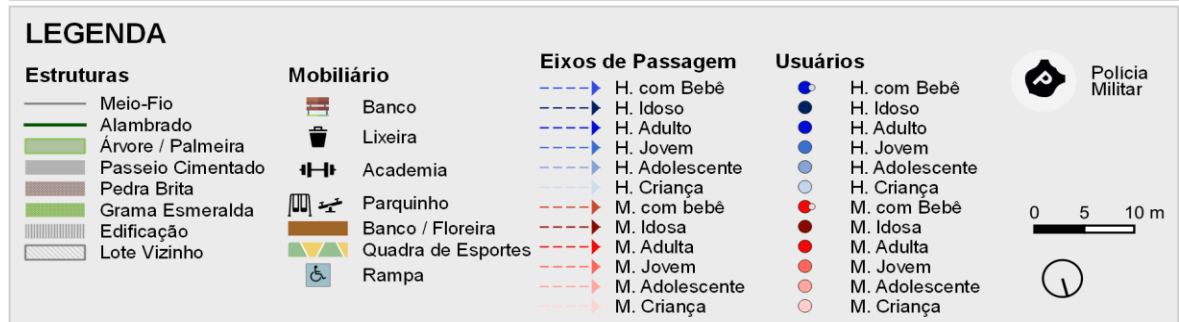 LEGENDA
Estruturas
Meio-Fio
Alambrado
Árvore / Palmeira
Passeio Cimentado
Pedra Brita
Grama Esmeralda
Edificação
Lote Vizinho
Mobiliário
Banco
Lixeira
Academia
Parquinho
Banco / Floreira
Quadra de Esportes
Rampa
Eixos de Passagem
H. com Bebê
H. Idoso
H. Adulto
H. Jovem
H. Adolescente
H. Criança
M. com bebê
M. Idosa
M. Adulta
M. Jovem
M. Adolescente
M. Criança
Usuários
H. com Bebê
H. Idoso
H. Adulto
H. Jovem
H. Adolescente
H. Criança
M. com Bebê
M. Idosa
M. Adulta
M. Jovem
M. Adolescente
M. Criança
P
Polícia
Militar
0 5 10 m